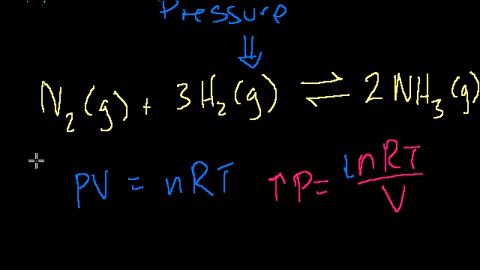 Pressure
⇓
N₂(g) + 3H₂(g) ⇌ 2NH₃(g)
PV = nRT ↑P = ↓nRT/V